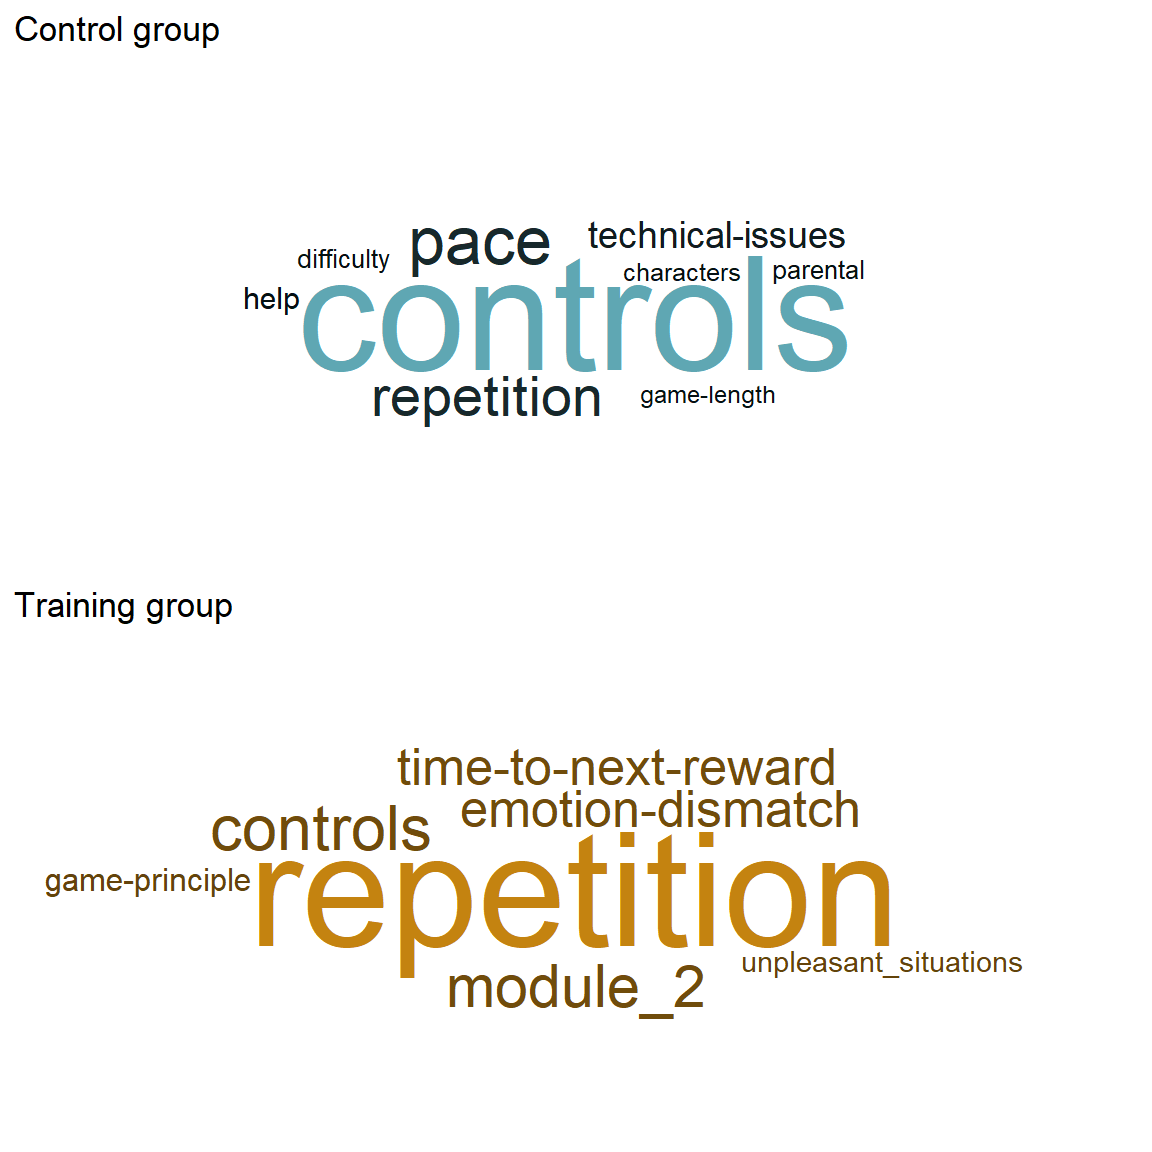 Control group
pace
technical-issues
difficulty
characters
parental
help
controls
repetition
game-length
Training group
time-to-next-reward
emotion-dismatch
controls
game-principle
repetition
unpleasant_situations
module_2